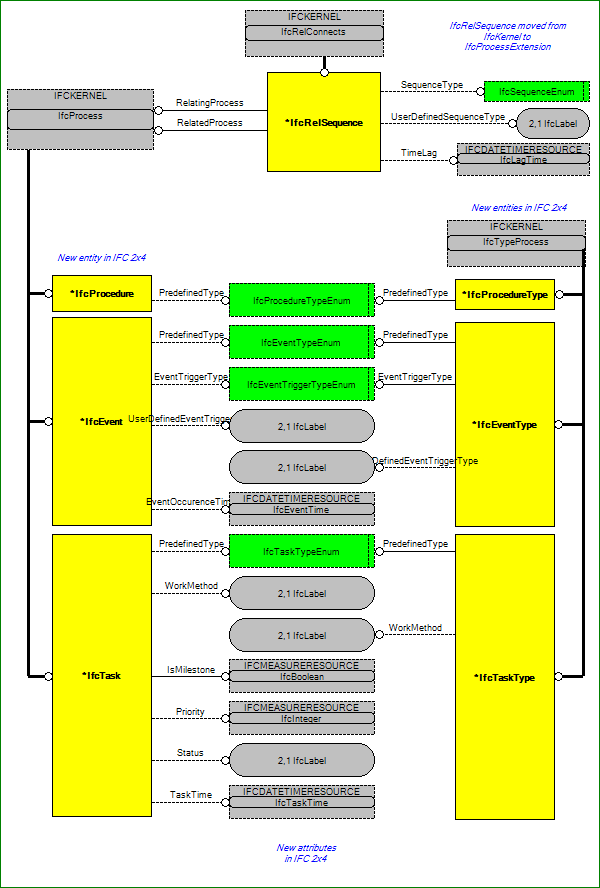 IFCKERNEL
IfcRelConnects
IfcRelSequence moved from
IfcKernel to
IfcProcessExtension
IFCKERNEL
IfcProcess
RelatingProcess
RelatedProcess
*IfcRelSequence
SequenceType
IfcSequenceEnum
UserDefinedSequenceType
2,1 IfcLabel
TimeLag
IFCDATETIMERESOURCE
IfcLagTime
New entities in IFC 2x4
IFCKERNEL
IfcTypeProcess
New entity in IFC 2x4
*IfcProcedure
PredefinedType
IfcProcedureTypeEnum
PredefinedType
*IfcProcedureType
PredefinedType
IfcEventTypeEnum
PredefinedType
EventTriggerType
IfcEventTriggerTypeEnum
EventTriggerType
*IfcEvent
UserDefinedEventTrigge
2,1 IfcLabel
*IfcEventType
2,1 IfcLabel
DefinedEventTriggerType
EventOccurenceTim
IFCDATETIMERESOURCE
IfcEventTime
PredefinedType
IfcTaskTypeEnum
PredefinedType
WorkMethod
2,1 IfcLabel
2,1 IfcLabel
WorkMethod
*IfcTask
IsMilestone
IFCMEASURERESOURCE
IfcBoolean
*IfcTaskType
Priority
IFCMEASURERESOURCE
IfcInteger
Status
2,1 IfcLabel
TaskTime
IFCDATETIMERESOURCE
IfcTaskTime
New attributes
in IFC 2x4